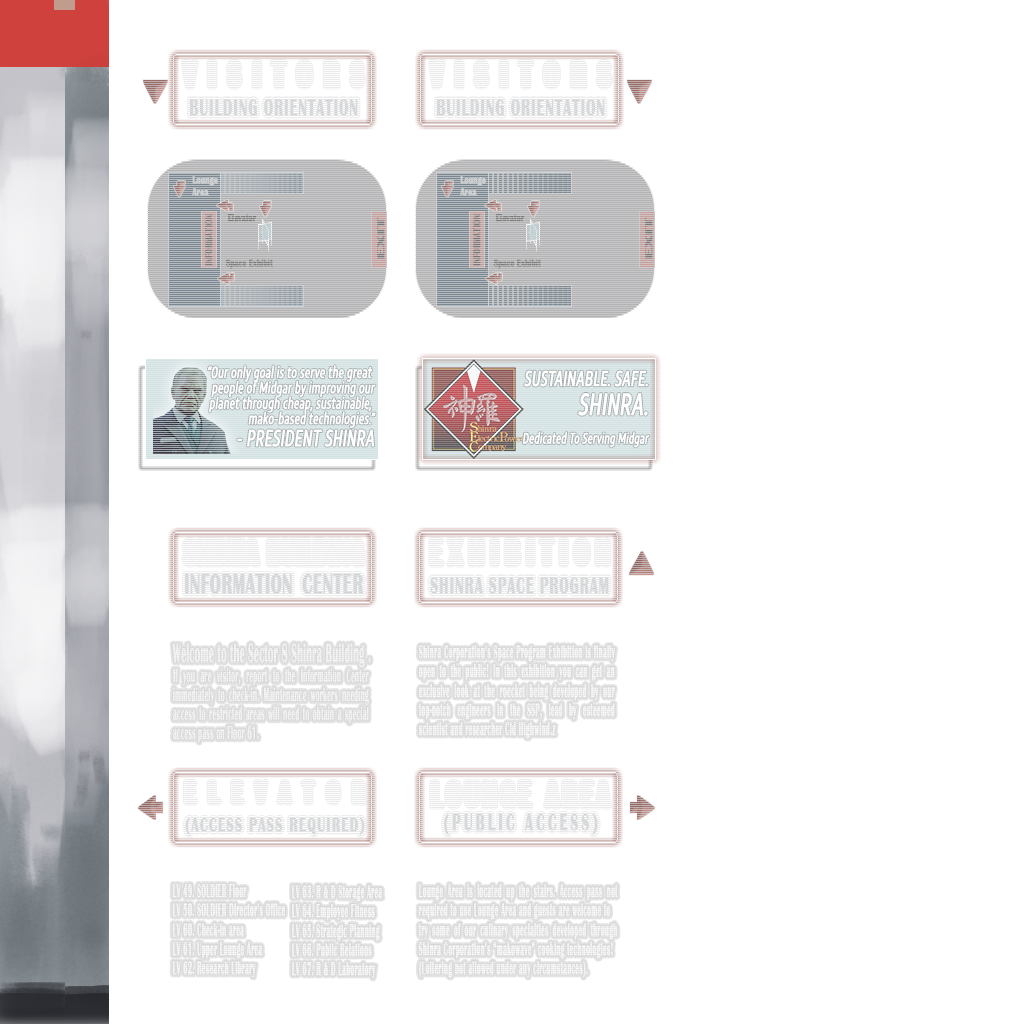 VISITORS
BUILDING ORIENTATION
VISITORS
BUILDING ORIENTATION
Lounge
Area
Elevator
INFORMATION
EXIT
Space Exhibit
Lounge
Area
Elevator
INFORMATION
EXIT
Space Exhibit
"Our only goal is to serve the great
people of Midgar by improving our
planet through cheap, sustainable,
mako-based technologies."
- PRESIDENT SHINRA
SUSTAINABLE. SAFE.
SHINRA.
神羅
Shinra
Electric Power
Company
Dedicated To Serving Midgar
INFORMATION CENTER
EXHIBITION
SHINRA SPACE PROGRAM
Welcome to the Sector 8 Shinra Building.
If you are visitor, report to the Information Center
immediately to check-in. Maintenance workers needing
access to restricted areas will need to obtain a special
access pass on Floor 61.
Shinra Corporation's Space Program Exhibition is finally
open to the public! In this exhibition you can get an
exclusive look at the roecket being developed by our
top-notch engineers in the lead by esteemed
scientist and researcher Cid Highwind.
ELEVATOR
(ACCESS PASS REQUIRED)
LOUNGE AREA
(PUBLIC ACCESS)
LV 49. SOLDIER Floor
LV 50. SOLDIER Director's Office
LV 60. Check-in area
LV 61. Upper Lounge Area
LV 62. Research Library
LV 63. R & D Storage Area
LV 64. Employee Fitness
LV 65. Strategic Planning
LV 66. Public Relations
LV 67. R & D Laboratory
Lounge Area is located up the stairs. Access pass not
required to use Lounge Area and guests are welcome to
try some of our culinary specialties developed through
Shinra Corporation's 'makoware' cooking technologies!
(Loitering not allowed under any circumstances).